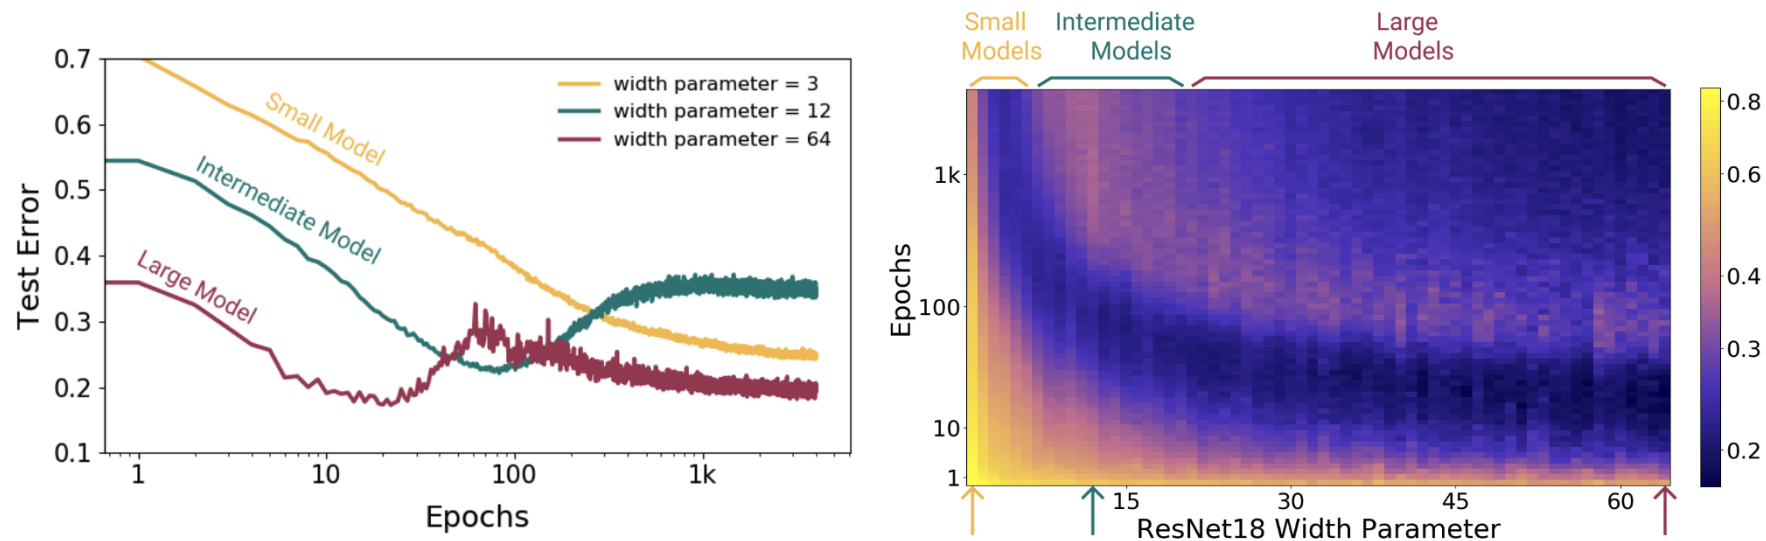 0.7
0.6
0.5
0.4
0.3
0.2
0.1
Test Error
Small Model
Intermediate Model
Large Model
width parameter = 3
width parameter = 12
width parameter = 64
1
10
100
1k
Epochs
Small
Models
Intermediate
Models
Large
Models
1k
100
10
1
Epochs
15
30
45
60
ResNet18 Width Parameter
0.8
0.6
0.4
0.3
0.2